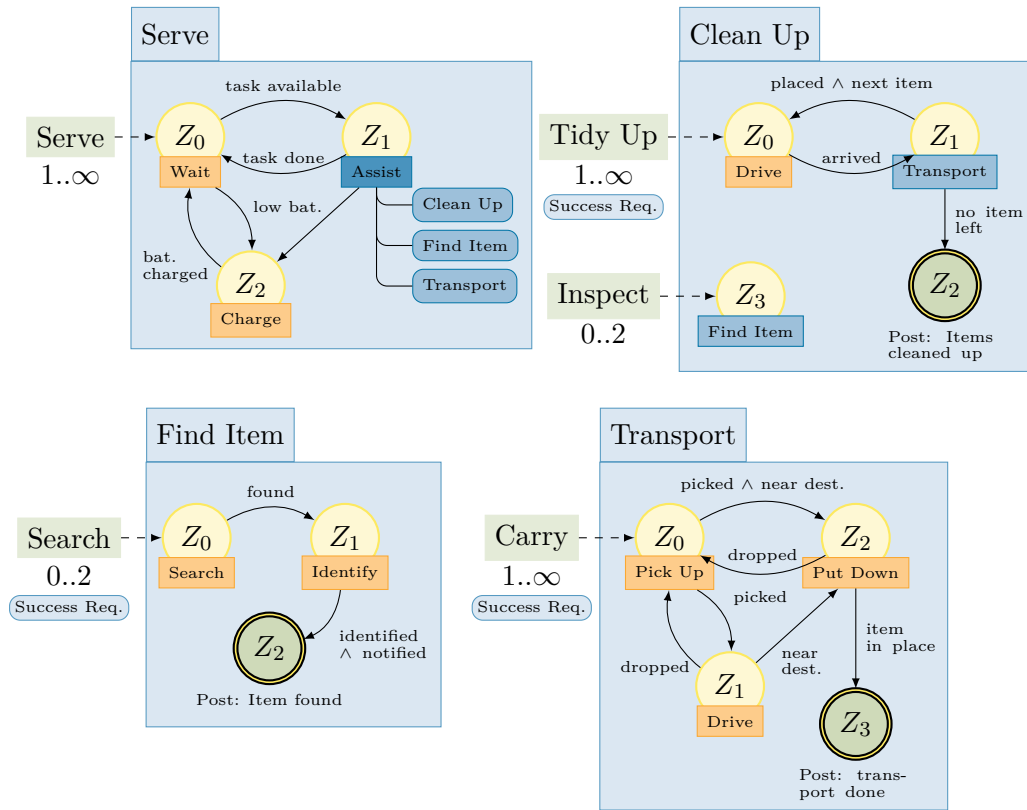 Serve
task available
Serve
1..∞
Z0
Z1
Wait
Assist
task done
low bat.
Clean Up
Find Item
Transport
bat.
charged
Z2
Charge
Clean Up
placed ∧ next item
Tidy Up
1..∞
Success Req.
Z0
Z1
Drive
Transport
arrived
no item
left
Z2
Post: Items
cleaned up
Inspect
0..2
Z3
Find Item
Find Item
found
Search
0..2
Success Req.
Z0
Z1
Search
Identify
identified
∧ notified
Z2
Post: Item found
Transport
picked ∧ near dest.
Carry
1..∞
Success Req.
Z0
Z2
Pick Up
Put Down
dropped
picked
dropped
near
dest.
item
in place
Z1
Drive
Z3
Post: trans-
port done